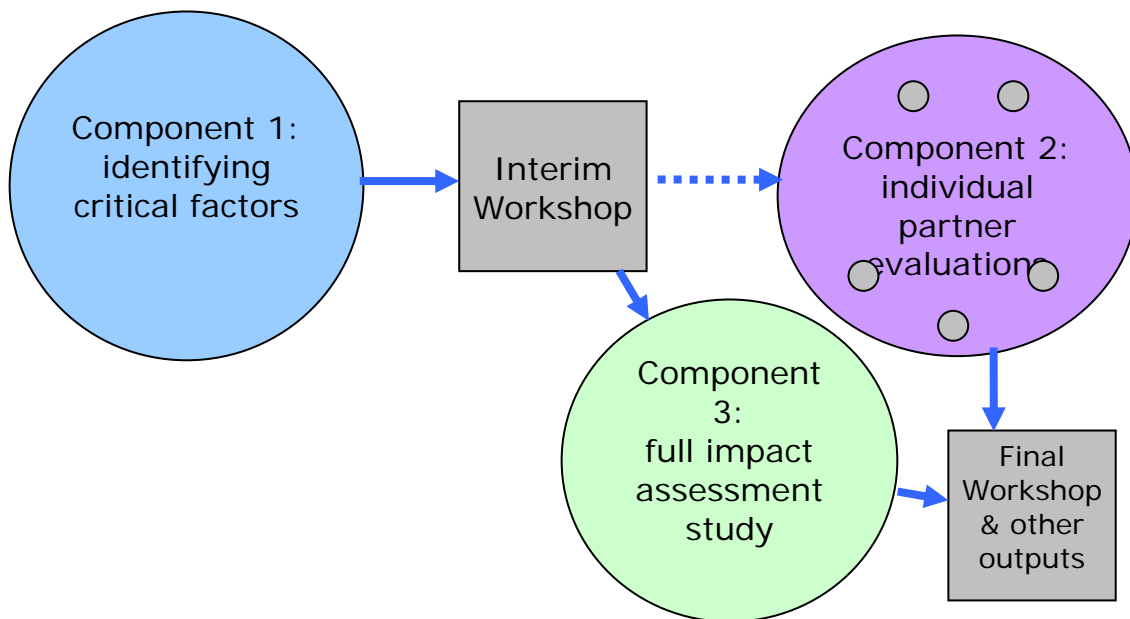 Component 1:
identifying
critical factors
Interim
Workshop
Component 2:
individual
partner
evaluations
Component
3:
full impact
assessment
study
Final
Workshop
& other
outputs